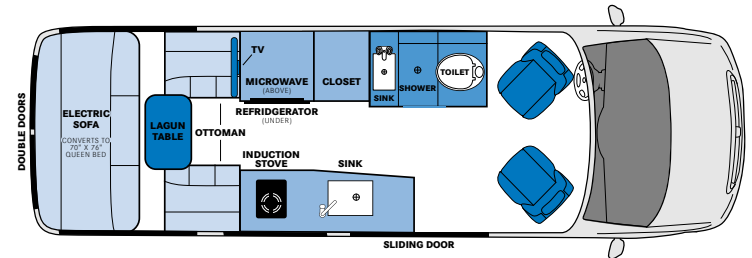 DOUBLE DOORS
ELECTRIC
SOFA
CONVERTS TO
70" X 76"
QUEEN BED
LAGUN
TABLE
OTTOMAN
TV
MICROWAVE
(ABOVE)
REFRIDGERATOR
(UNDER)
CLOSET
SINK
SHOWER
TOILET
INDUCTION
STOVE
SINK
SLIDING DOOR